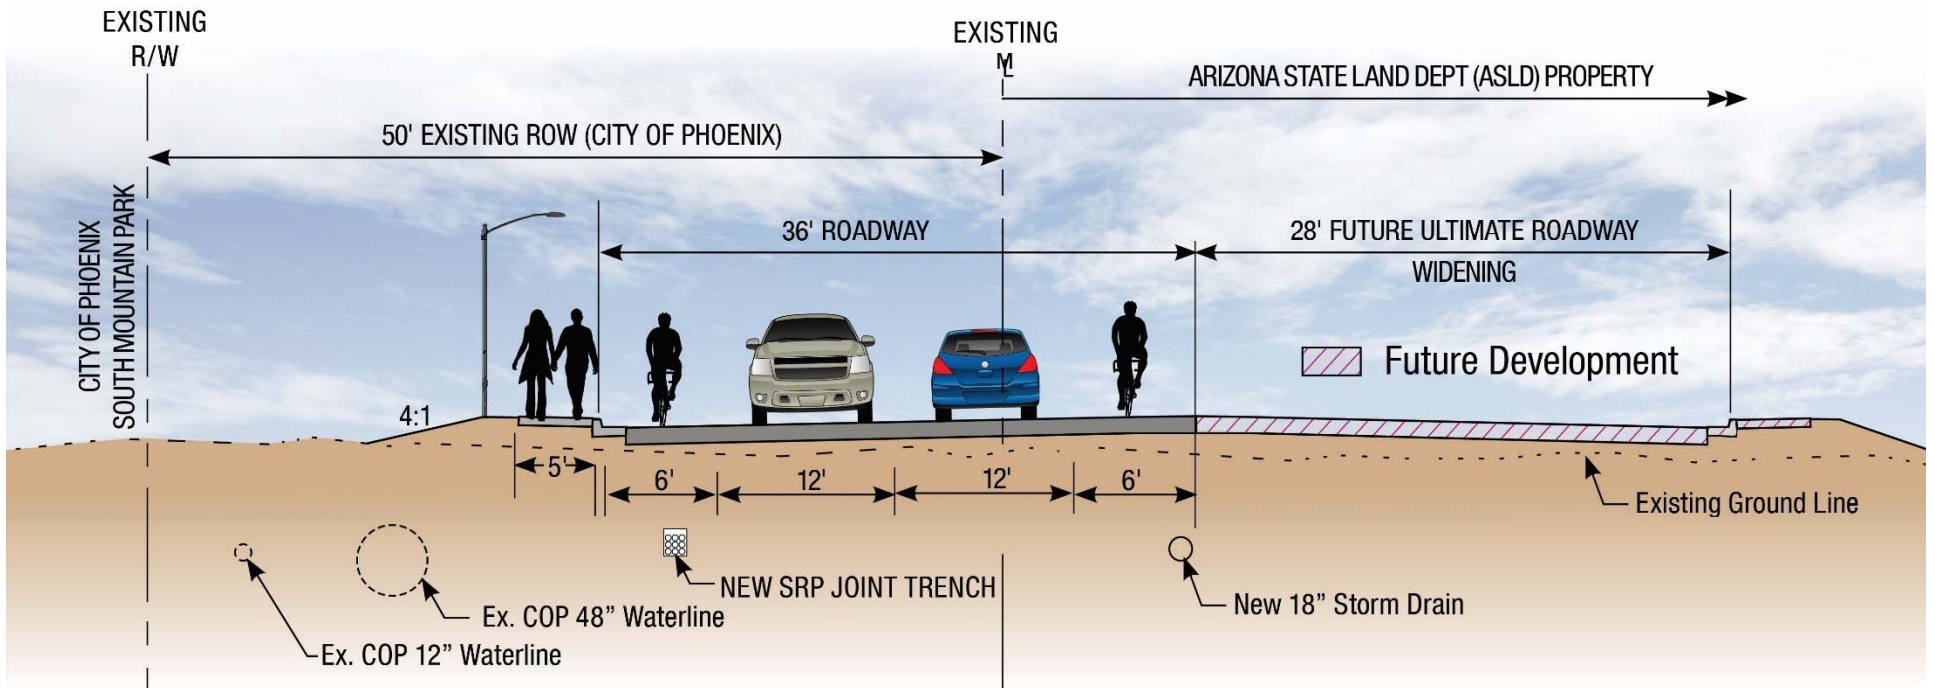 EXISTING
R/W
EXISTING
M
L
ARIZONA STATE LAND DEPT (ASLD) PROPERTY
50' EXISTING ROW (CITY OF PHOENIX)
CITY OF PHOENIX
SOUTH MOUNTAIN PARK
36' ROADWAY
28' FUTURE ULTIMATE ROADWAY
WIDENING
Future Development
4:1
5'
6'
12'
12'
6'
Existing Ground Line
NEW SRP JOINT TRENCH
New 18” Storm Drain
Ex. COP 48” Waterline
Ex. COP 12” Waterline